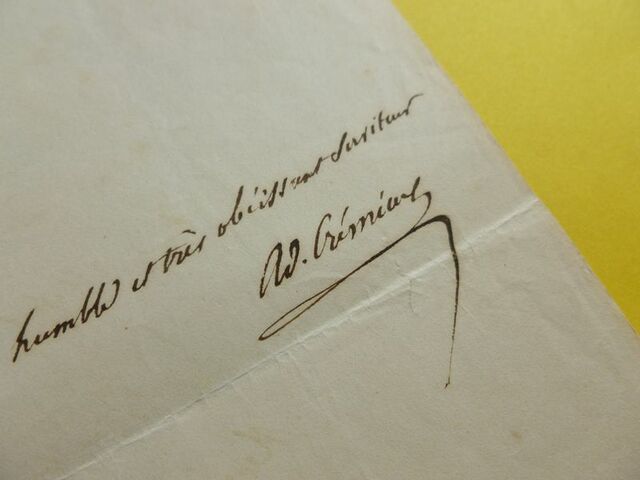 humble et très obéissant serviteur
Ad. Crémieux